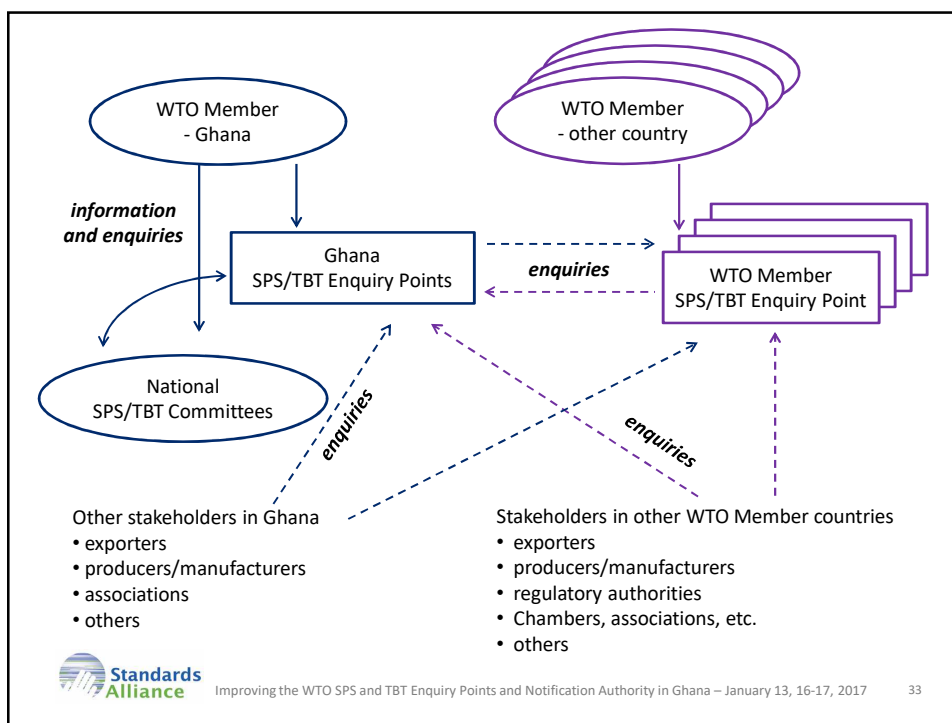 WTO Member
- Ghana
WTO Member
- other country
information
and enquiries
Ghana
SPS/TBT Enquiry Points
enquiries
WTO Member
SPS/TBT Enquiry Point
National
SPS/TBT Committees
enquiries
enquiries
Other stakeholders in Ghana
• exporters
• producers/manufacturers
• associations
• others
Stakeholders in other WTO Member countries
• exporters
• producers/manufacturers
• regulatory authorities
• Chambers, associations, etc.
• others
Standards
Alliance
Improving the WTO SPS and TBT Enquiry Points and Notification Authority in Ghana – January 13, 16-17, 2017
33